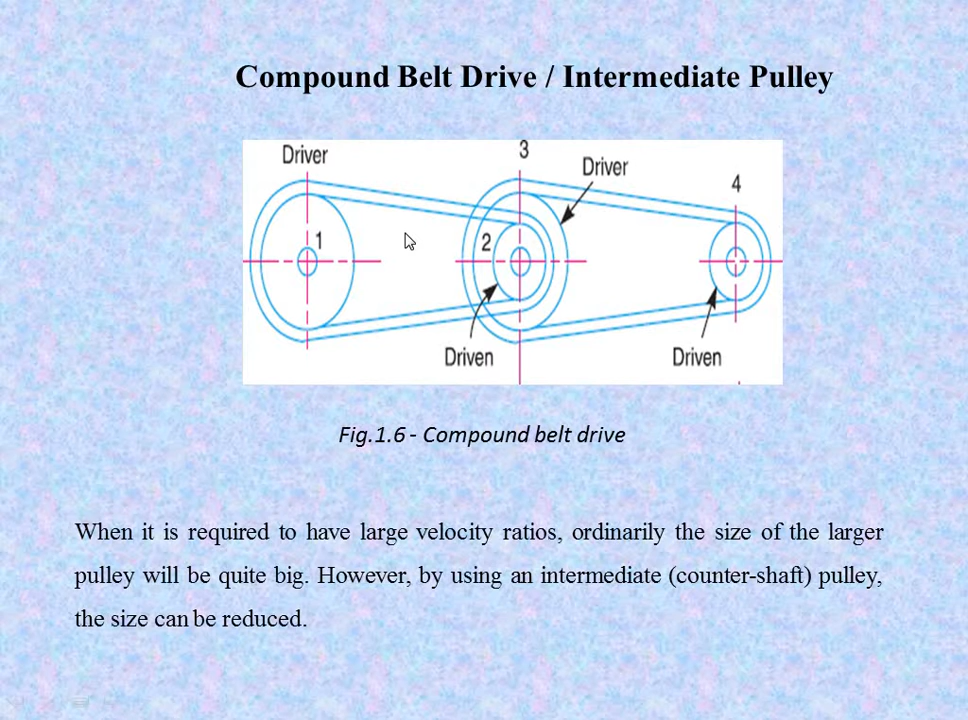 Compound Belt Drive / Intermediate Pulley
Driver
3
Driver
4
1
2
Driven
Driven
Fig.1.6 - Compound belt drive
When it is required to have large velocity ratios, ordinarily the size of the larger
pulley will be quite big. However, by using an intermediate (counter-shaft) pulley,
the size can be reduced.